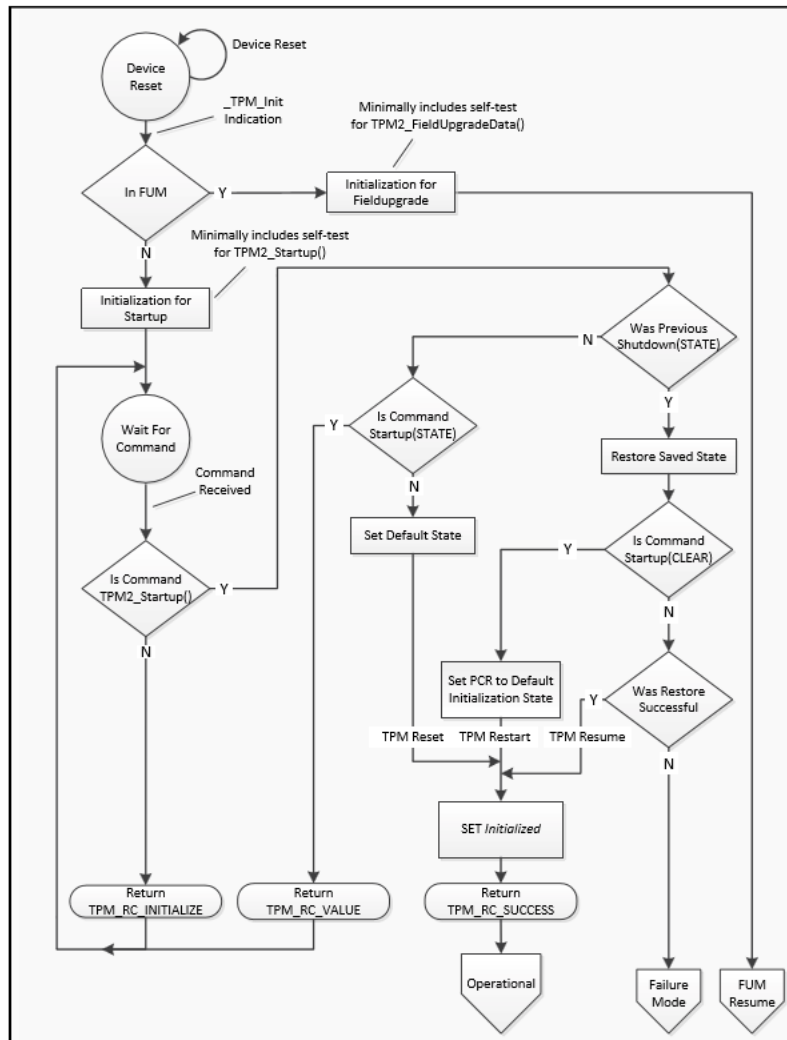 Device Reset
Device
Reset
_TPM_Init
Indication
Minimally includes self-test
for TPM2_FieldUpgradeData()
In FUM
Y
Initialization for
Fieldupgrade
N
Minimally includes self-test
for TPM2_Startup()
Initialization for
Startup
Was Previous
Shutdown(STATE)
N
Y
Is Command
Startup(STATE)
Y
N
Wait For
Command
Restore Saved State
Command
Received
Set Default State
Is Command
Startup(CLEAR)
Y
N
Is Command
TPM2_Startup()
Y
N
Set PCR to Default
Initialization State
Was Restore
Successful
Y
N
TPM Reset
TPM Restart
TPM Resume
SET Initialized
Return
TPM_RC_INITIALIZE
Return
TPM_RC_VALUE
Return
TPM_RC_SUCCESS
Operational
Failure
Mode
FUM
Resume